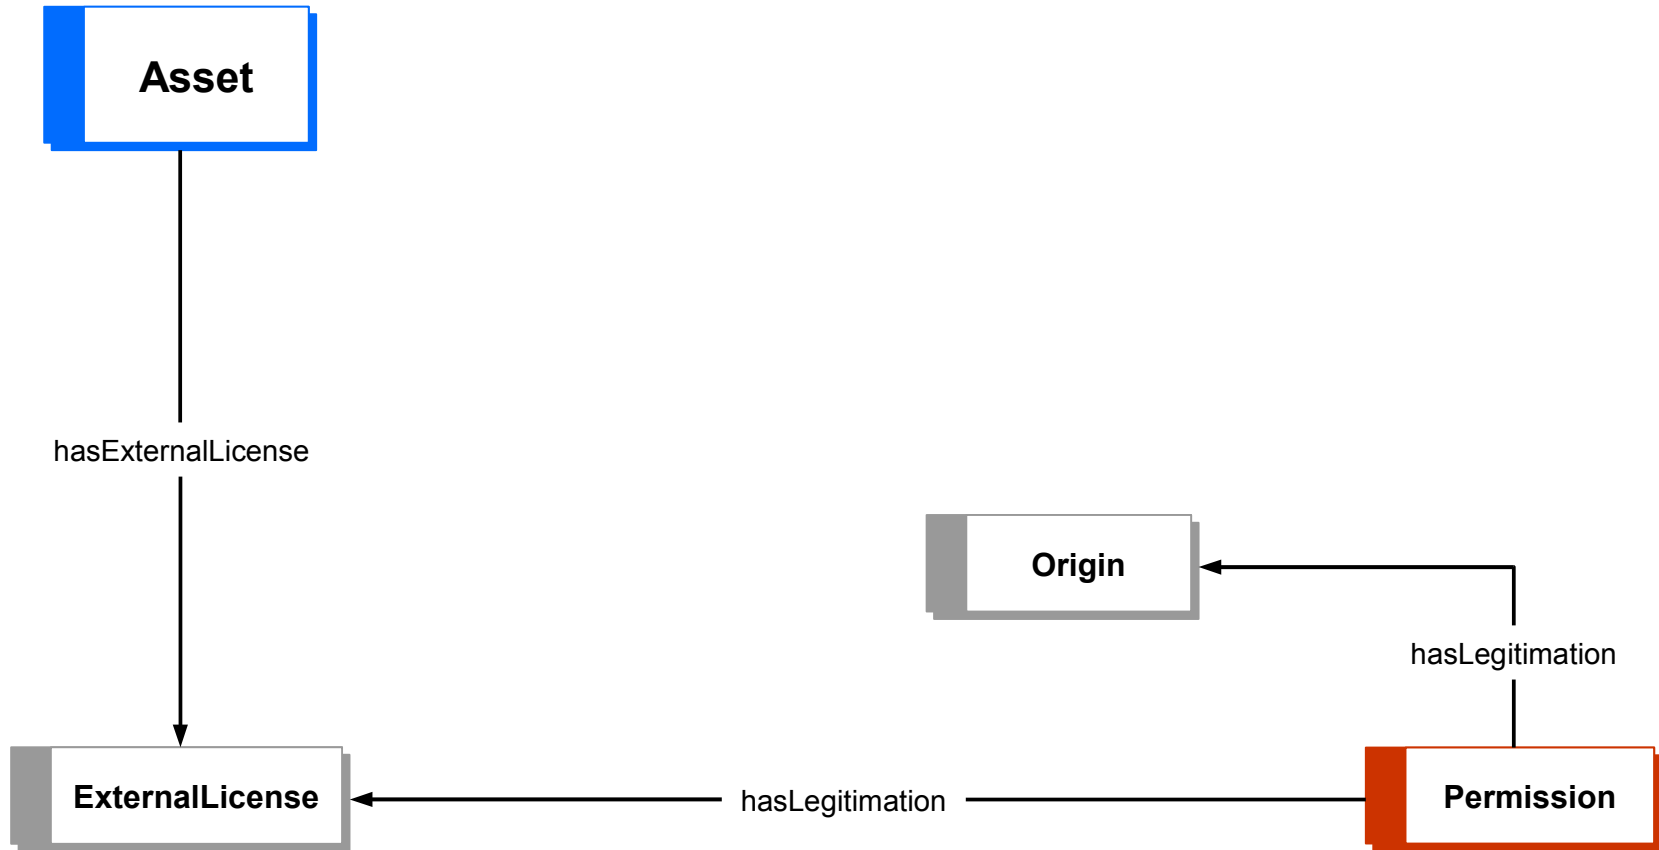 Asset
hasExternalLicense
Origin
hasLegitimation
ExternalLicense
hasLegitimation
Permission